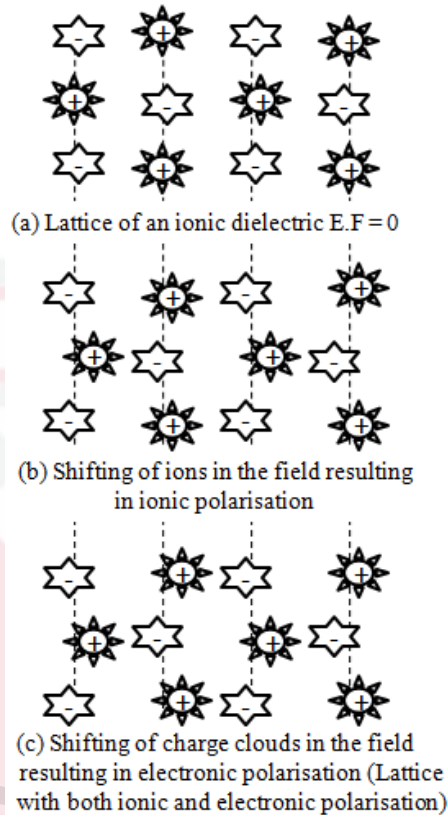 - + - +
+ - + -
- + - +
(a) Lattice of an ionic dielectric E.F = 0
- + - +
+ - + -
- + - +
(b) Shifting of ions in the field resulting
in ionic polarisation
- + - +
+ - + -
- + - +
(c) Shifting of charge clouds in the field
resulting in electronic polarisation (Lattice
with both ionic and electronic polarisation)